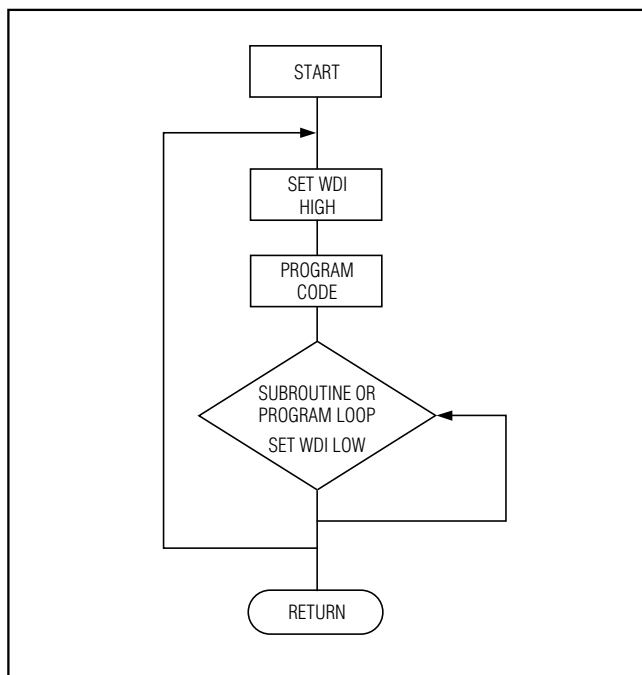 START
SET WDI
HIGH
PROGRAM
CODE
SUBROUTINE OR
PROGRAM LOOP
SET WDI LOW
RETURN